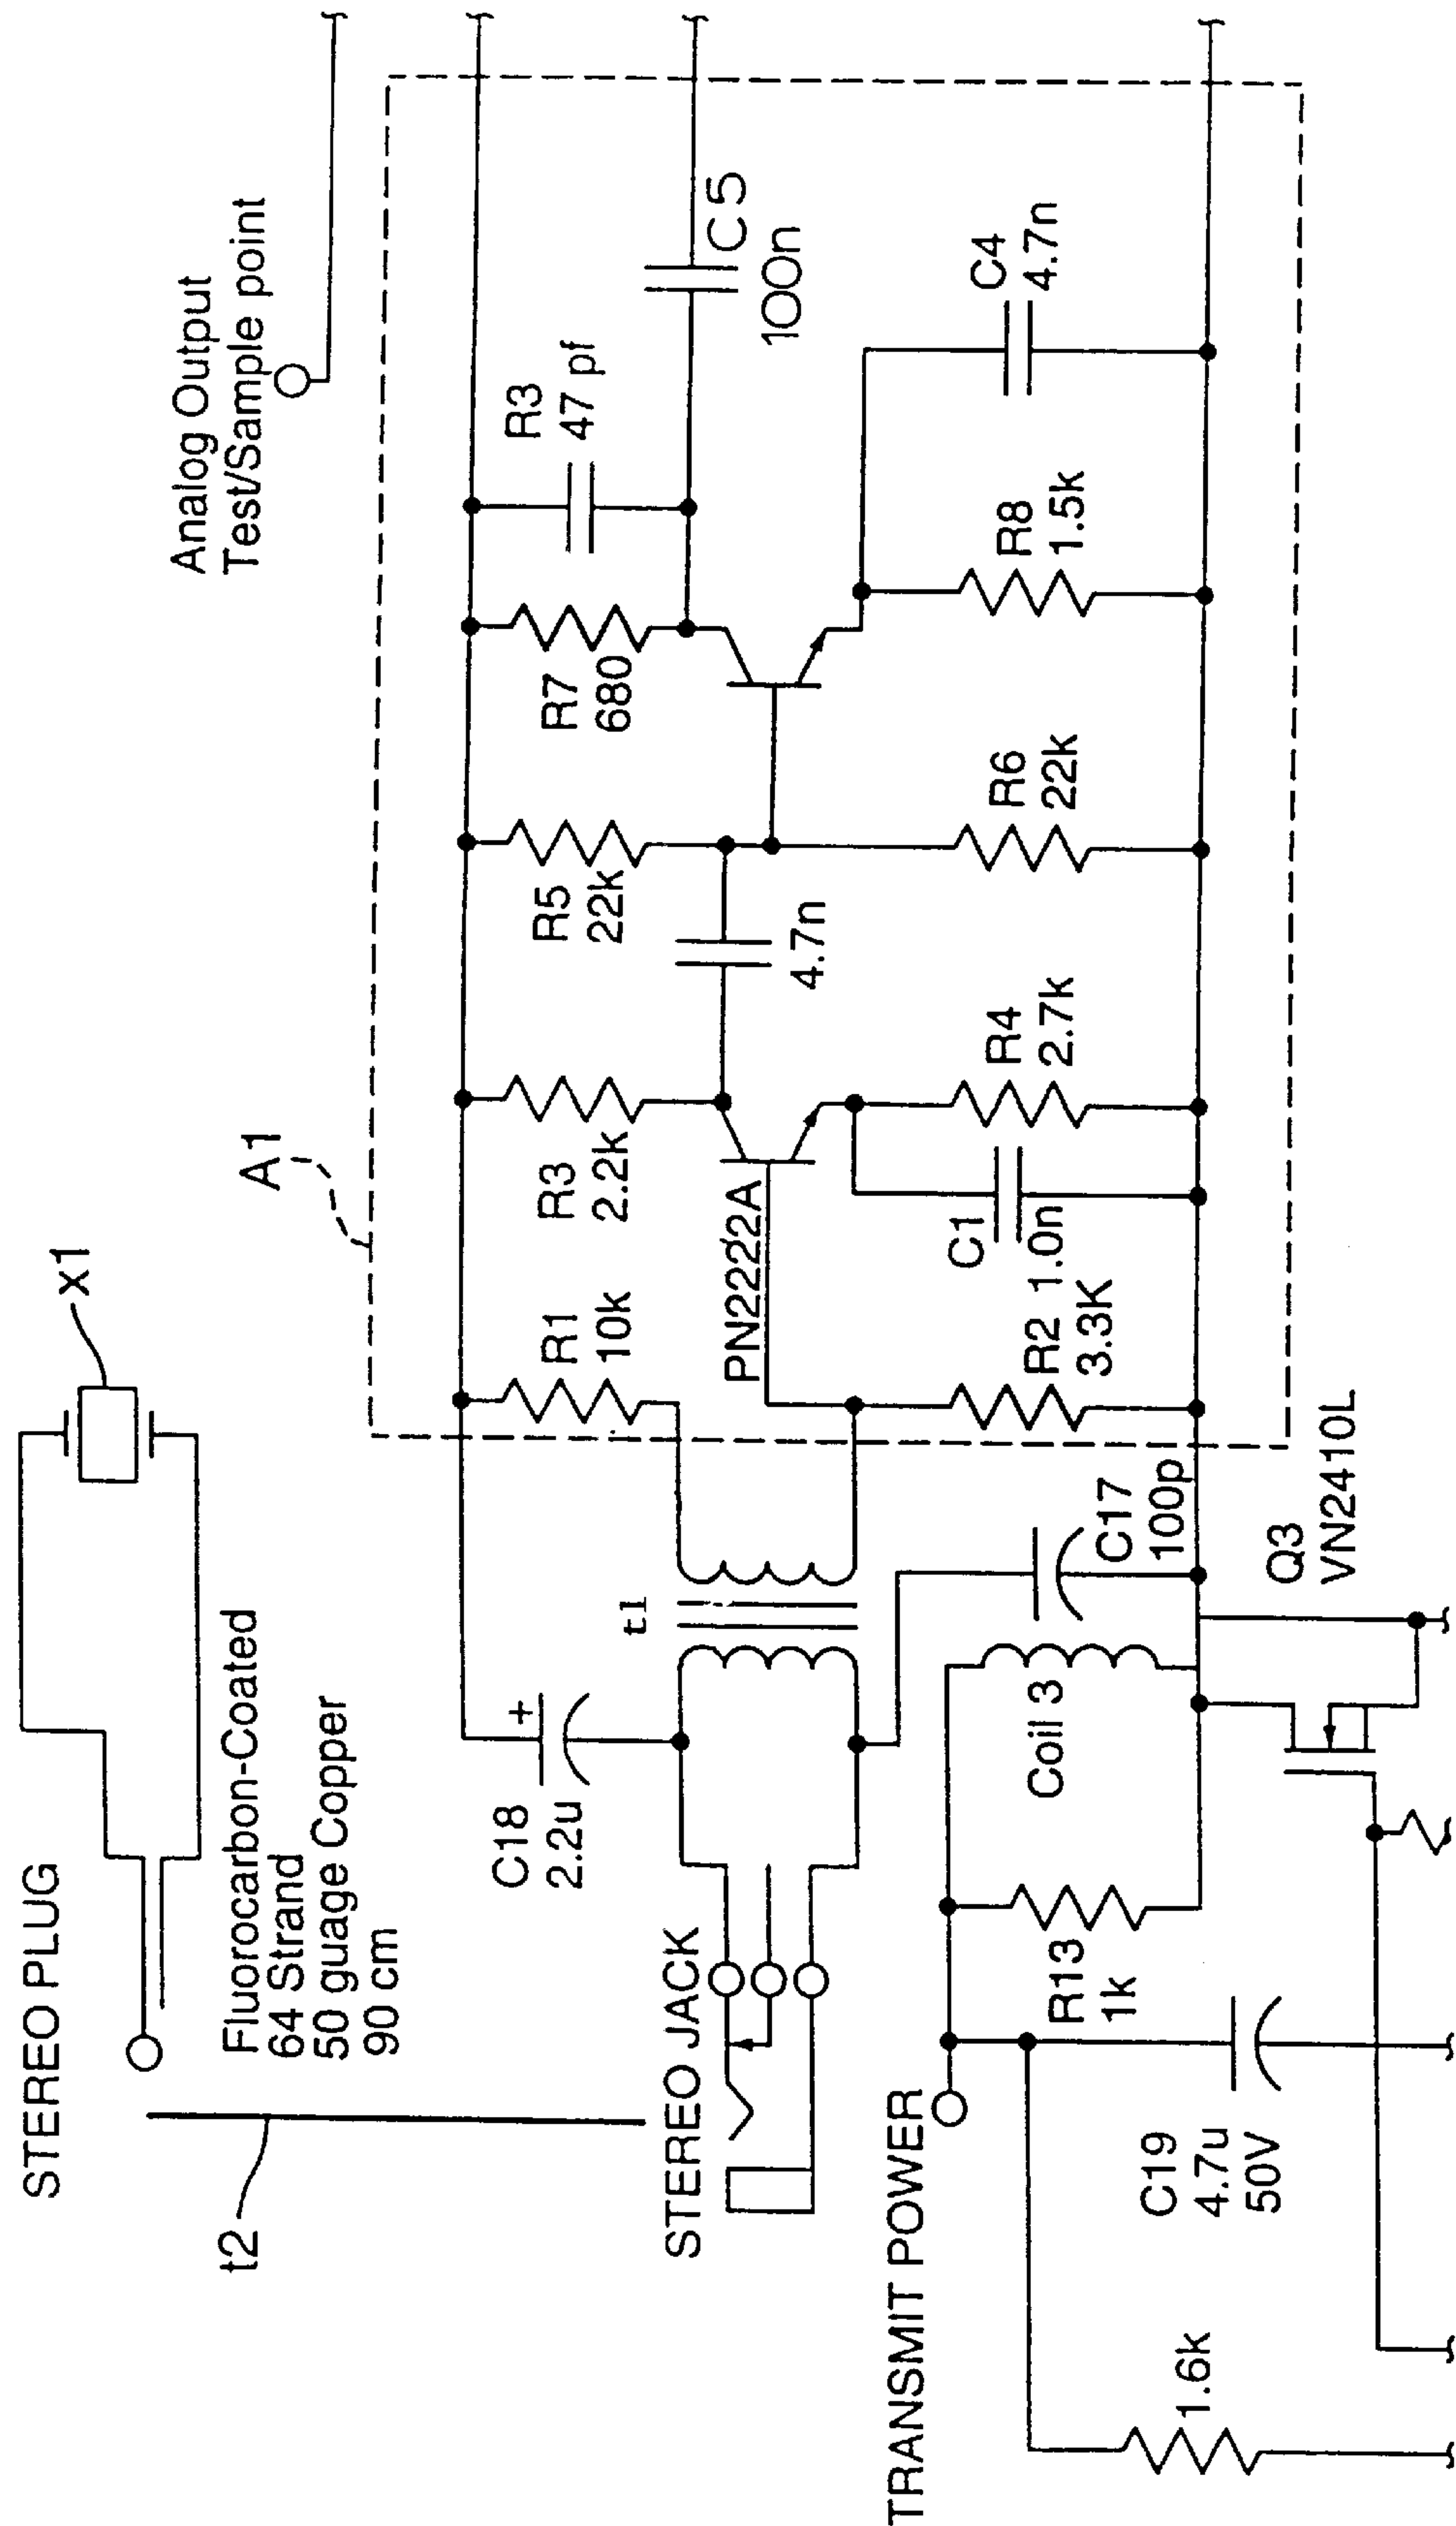 STEREO PLUG
x1
Fluorocarbon-Coated
64 Strand
50 guage Copper
90 cm
t2
Analog Output
Test/Sample point
A1
STEREO JACK
C18
2.2u
+
t1
R1
10k
R3
2.2k
R5
22k
R7
680
R3
47 pf
C5
100n
PN2222A
4.7n
C1
1.0n
R2
3.3K
R4
2.7k
R6
22k
R8
1.5k
C4
4.7n
C17
100p
TRANSMIT POWER
Coil 3
R13
1k
C19
4.7u
50V
1.6k
Q3
VN2410L